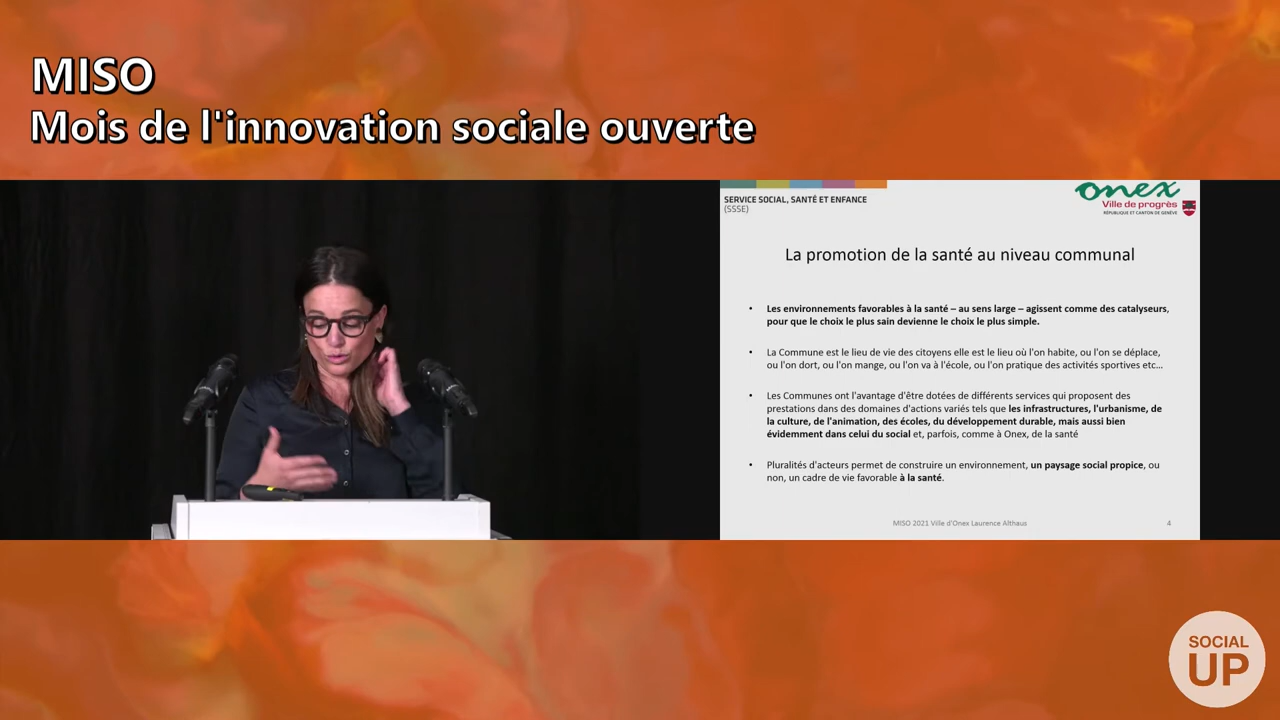 MISO
Mois de l'innovation sociale ouverte
SERVICE SOCIAL, SANTÉ ET ENFANCE
(SSSE)
onex
Ville de progrès
RÉPUBLIQUE ET CANTON DE GENÈVE
La promotion de la santé au niveau communal
• Les environnements favorables à la santé – au sens large – agissent comme des catalyseurs,
pour que le choix le plus sain devienne le choix le plus simple.
• La Commune est le lieu de vie des citoyens elle est le lieu où l'on habite, ou l'on se déplace,
ou l'on dort, ou l'on mange, ou l'on va à l'école, ou l'on pratique des activités sportives etc…
• Les Communes ont l'avantage d'être dotées de différents services qui proposent des
prestations dans des domaines d'actions variés tels que les infrastructures, l'urbanisme, de
la culture, de l'animation, des écoles, du développement durable, mais aussi bien
évidemment dans celui du social et, parfois, comme à Onex, de la santé
• Pluralités d'acteurs permet de construire un environnement, un paysage social propice, ou
non, un cadre de vie favorable à la santé.
MISO 2021 Ville d'Onex Laurence Althaus
4
SOCIAL
UP